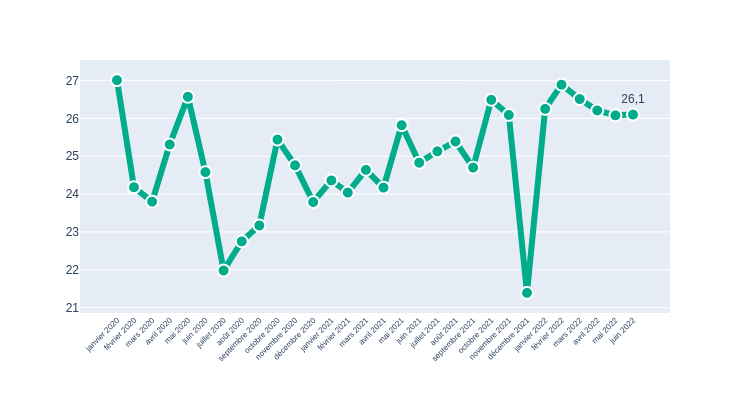 27
26
25
24
23
22
21
26,1
janvier 2020
février 2020
mars 2020
avril 2020
mai 2020
juin 2020
juillet 2020
août 2020
septembre 2020
octobre 2020
novembre 2020
décembre 2020
janvier 2021
février 2021
mars 2021
avril 2021
mai 2021
juin 2021
juillet 2021
août 2021
septembre 2021
octobre 2021
novembre 2021
décembre 2021
janvier 2022
février 2022
mars 2022
avril 2022
mai 2022
juin 2022